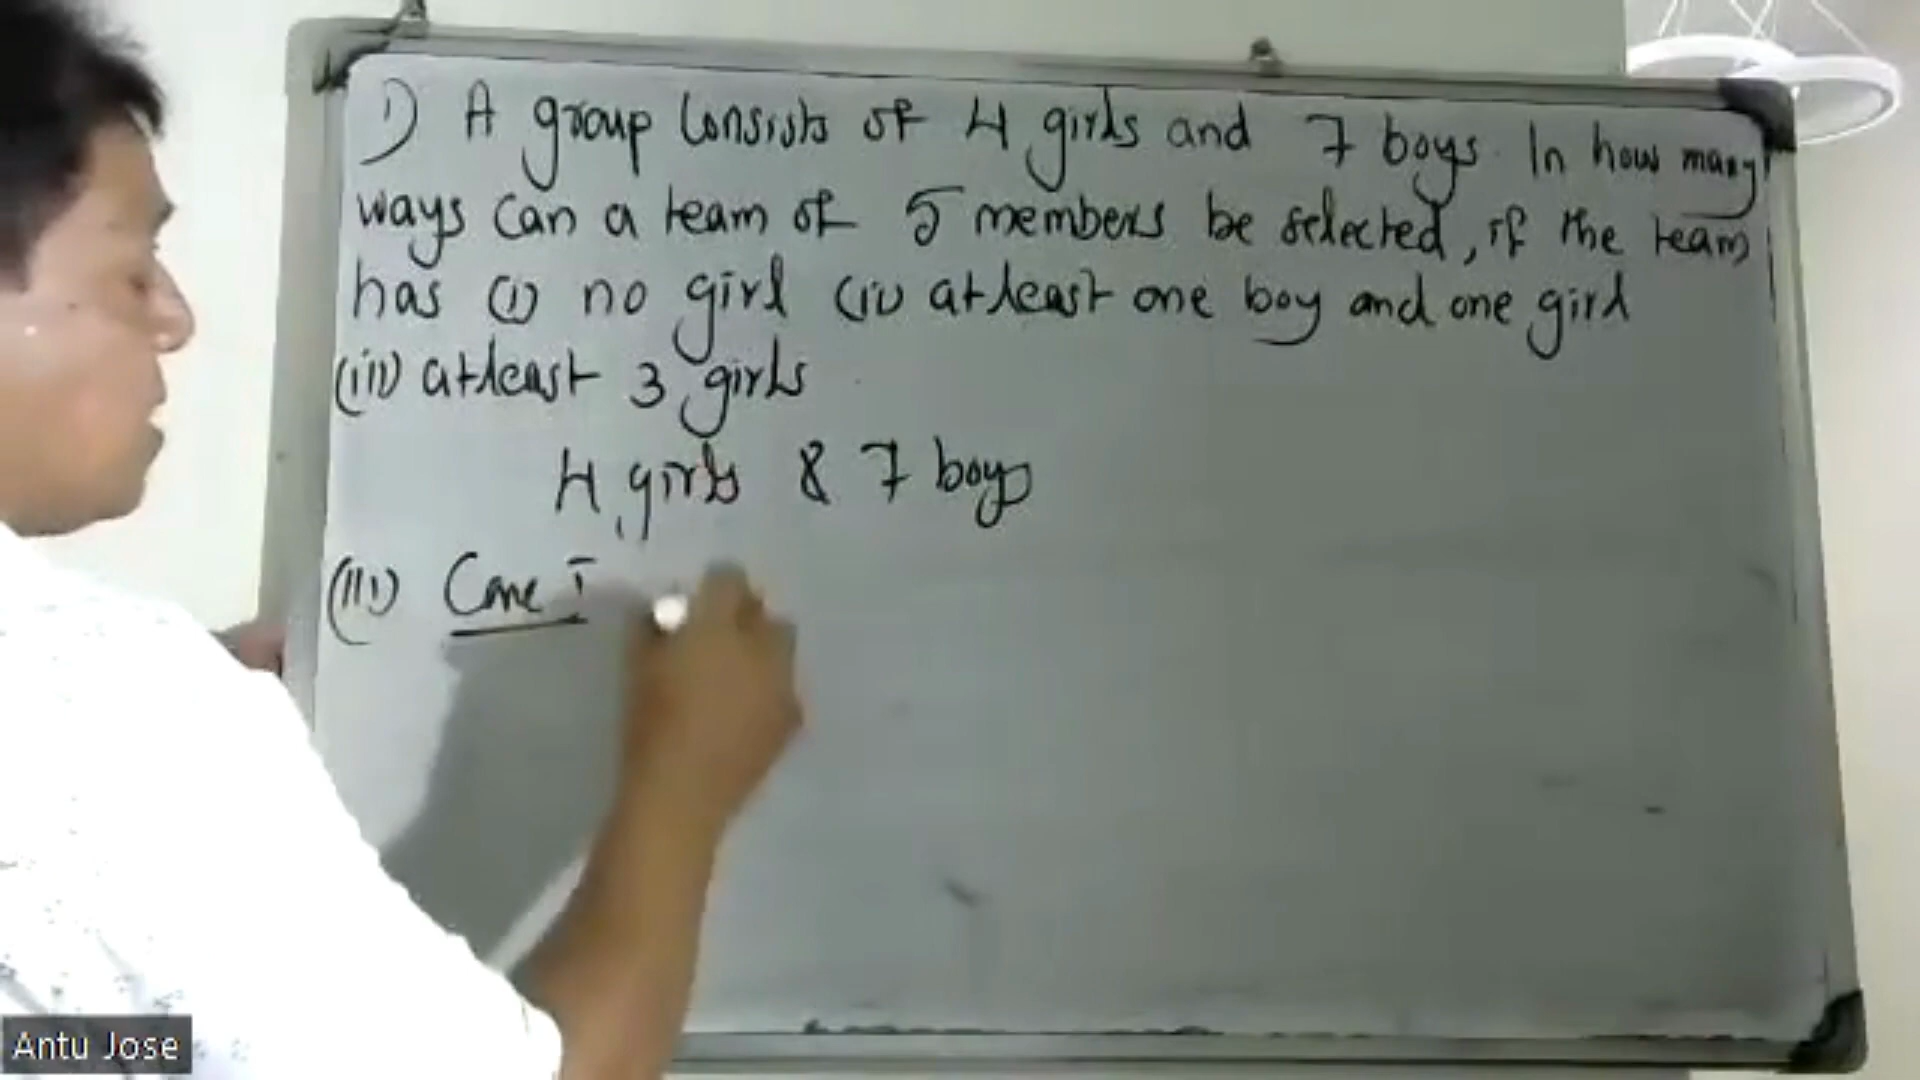 1) A group consists of 4 girls and 7 boys. In how many
ways can a team of 5 members be selected, if the team
has (i) no girl (ii) atleast one boy and one girl
(iii) atleast 3 girls
4 girls & 7 boys
(iii) Case I
Antu Jose